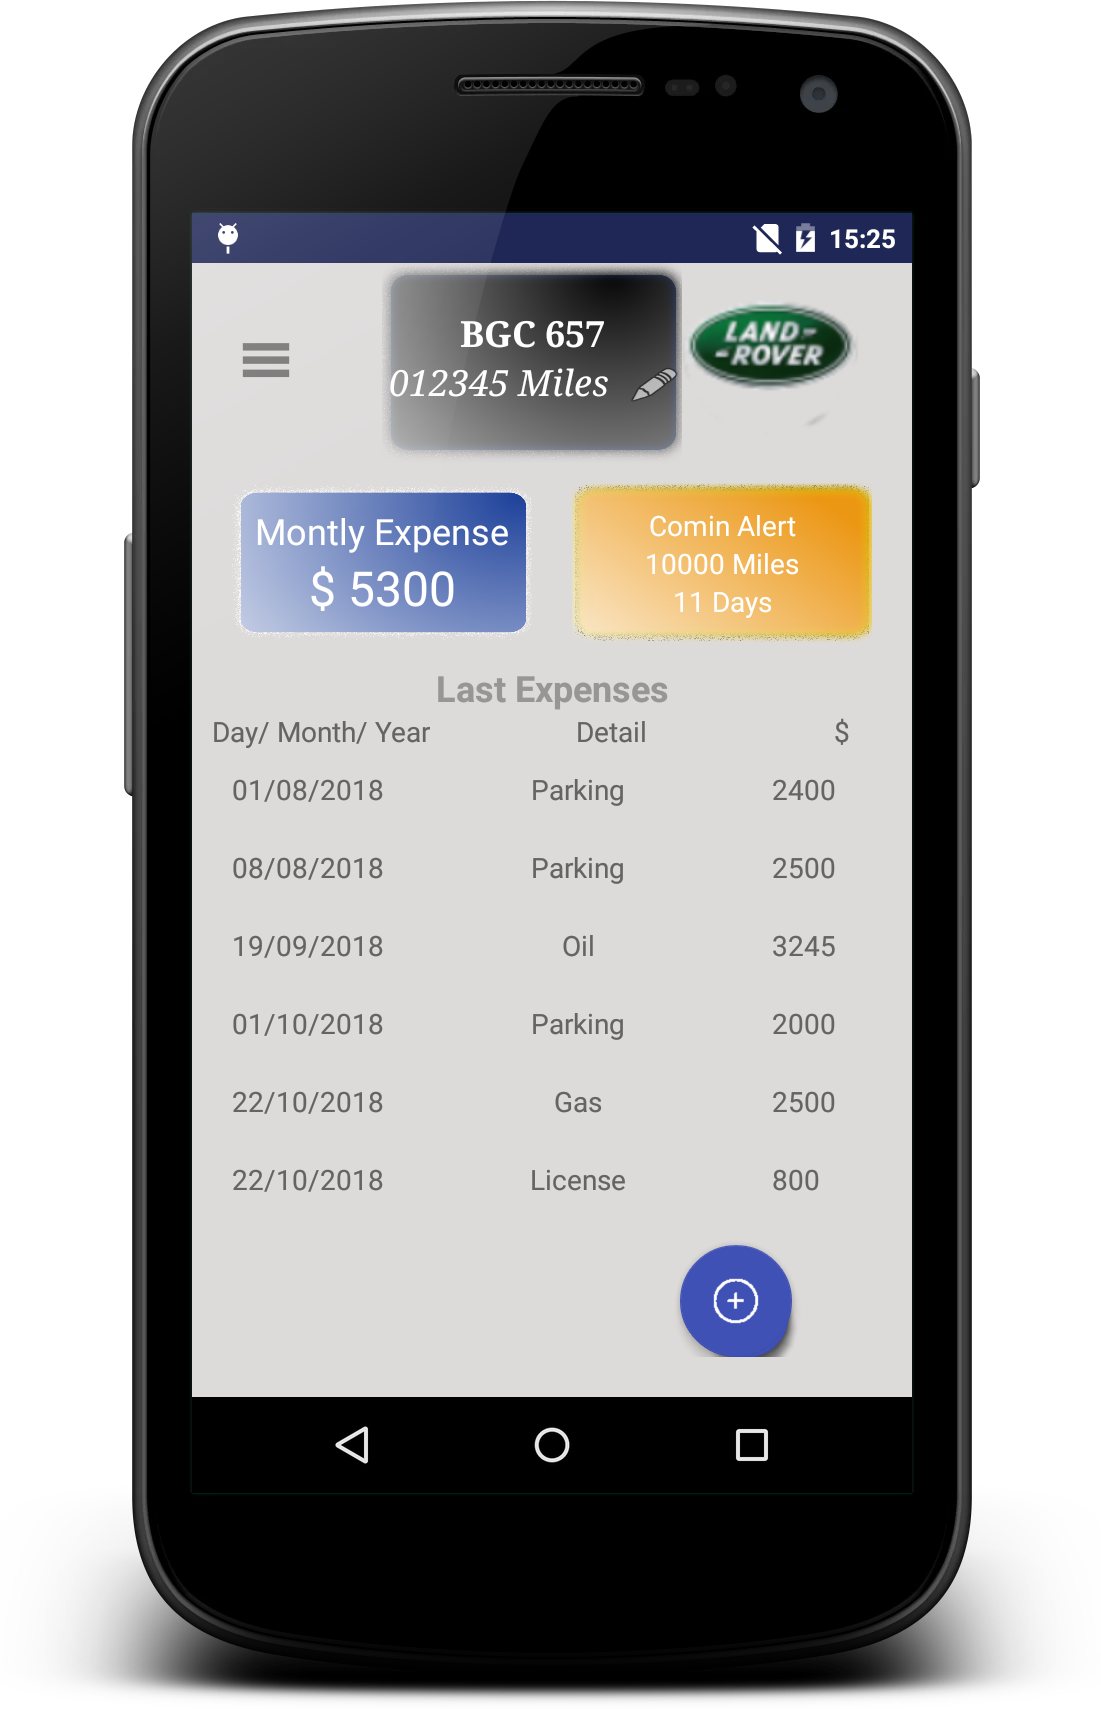 15:25
BGC 657
012345 Miles
LAND-
-ROVER
Montly Expense
$ 5300
Comin Alert
10000 Miles
11 Days
Last Expenses
Day/ Month/ Year Detail $
01/08/2018 Parking 2400
08/08/2018 Parking 2500
19/09/2018 Oil 3245
01/10/2018 Parking 2000
22/10/2018 Gas 2500
22/10/2018 License 800